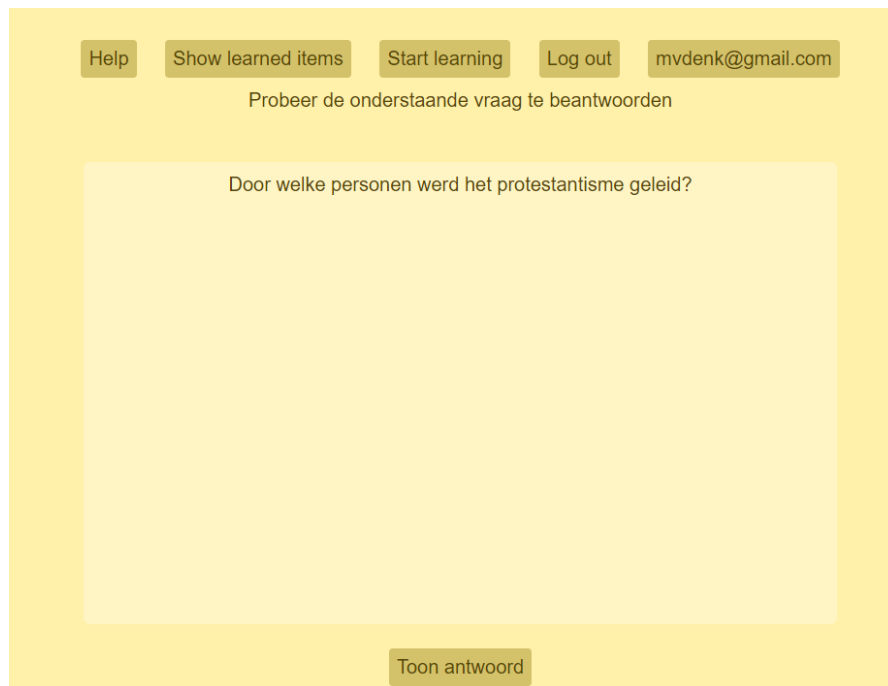 Help Show learned items Start learning Log out mvdenk@gmail.com
Probeer de onderstaande vraag te beantwoorden
Door welke personen werd het protestantisme geleid?
Toon antwoord